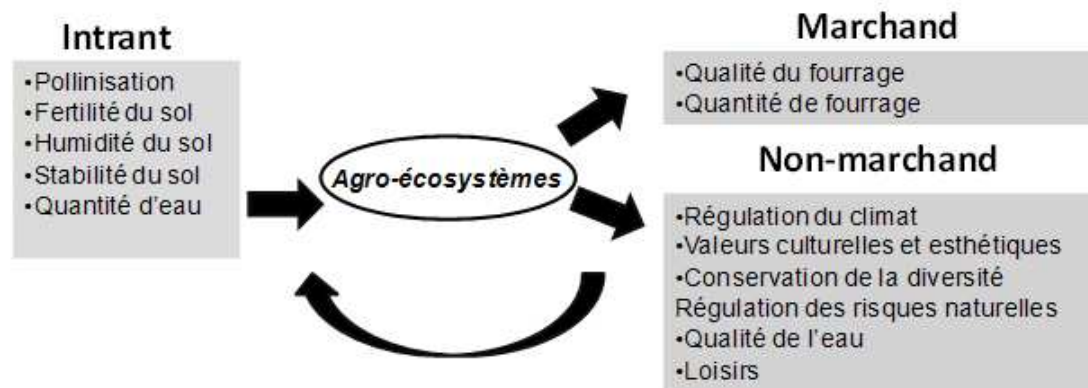 Intrant
•Pollinisation
•Fertilité du sol
•Humidité du sol
•Stabilité du sol
•Quantité d'eau
Agro-écosystèmes
Marchand
•Qualité du fourrage
•Quantité de fourrage
Non-marchand
•Régulation du climat
•Valeurs culturelles et esthétiques
•Conservation de la diversité
Régulation des risques naturelles
•Qualité de l'eau
•Loisirs